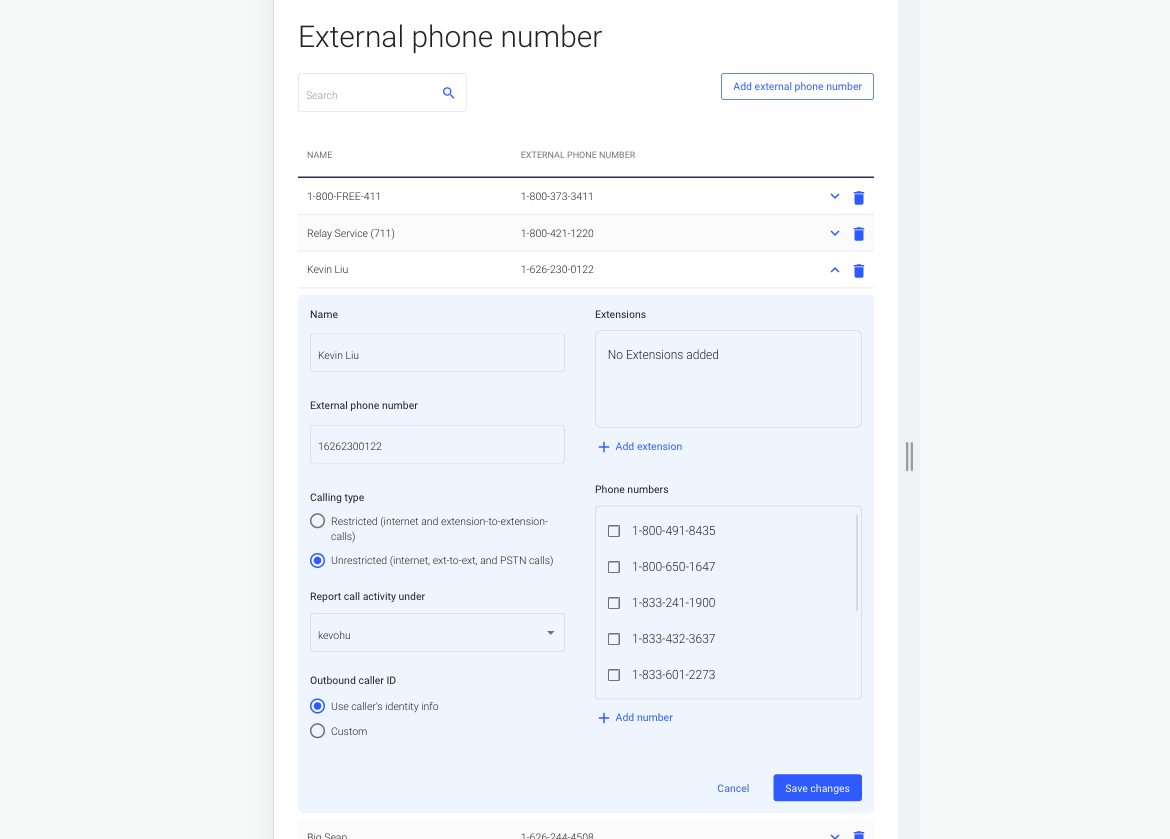 External phone number
Search
Add external phone number
NAME EXTERNAL PHONE NUMBER
1-800-FREE-411 1-800-373-3411
Relay Service (711) 1-800-421-1220
Kevin Liu 1-626-230-0122
Name
Kevin Liu
External phone number
16262300122
Calling type
Restricted (internet and extension-to-extension-
calls)
Unrestricted (internet, ext-to-ext, and PSTN calls)
Report call activity under
kevohu
Outbound caller ID
Use caller's identity info
Custom
Extensions
No Extensions added
Add extension
Phone numbers
1-800-491-8435
1-800-650-1647
1-833-241-1900
1-833-432-3637
1-833-601-2273
Add number
Cancel
Save changes
Big Sean 1-626-244-4508